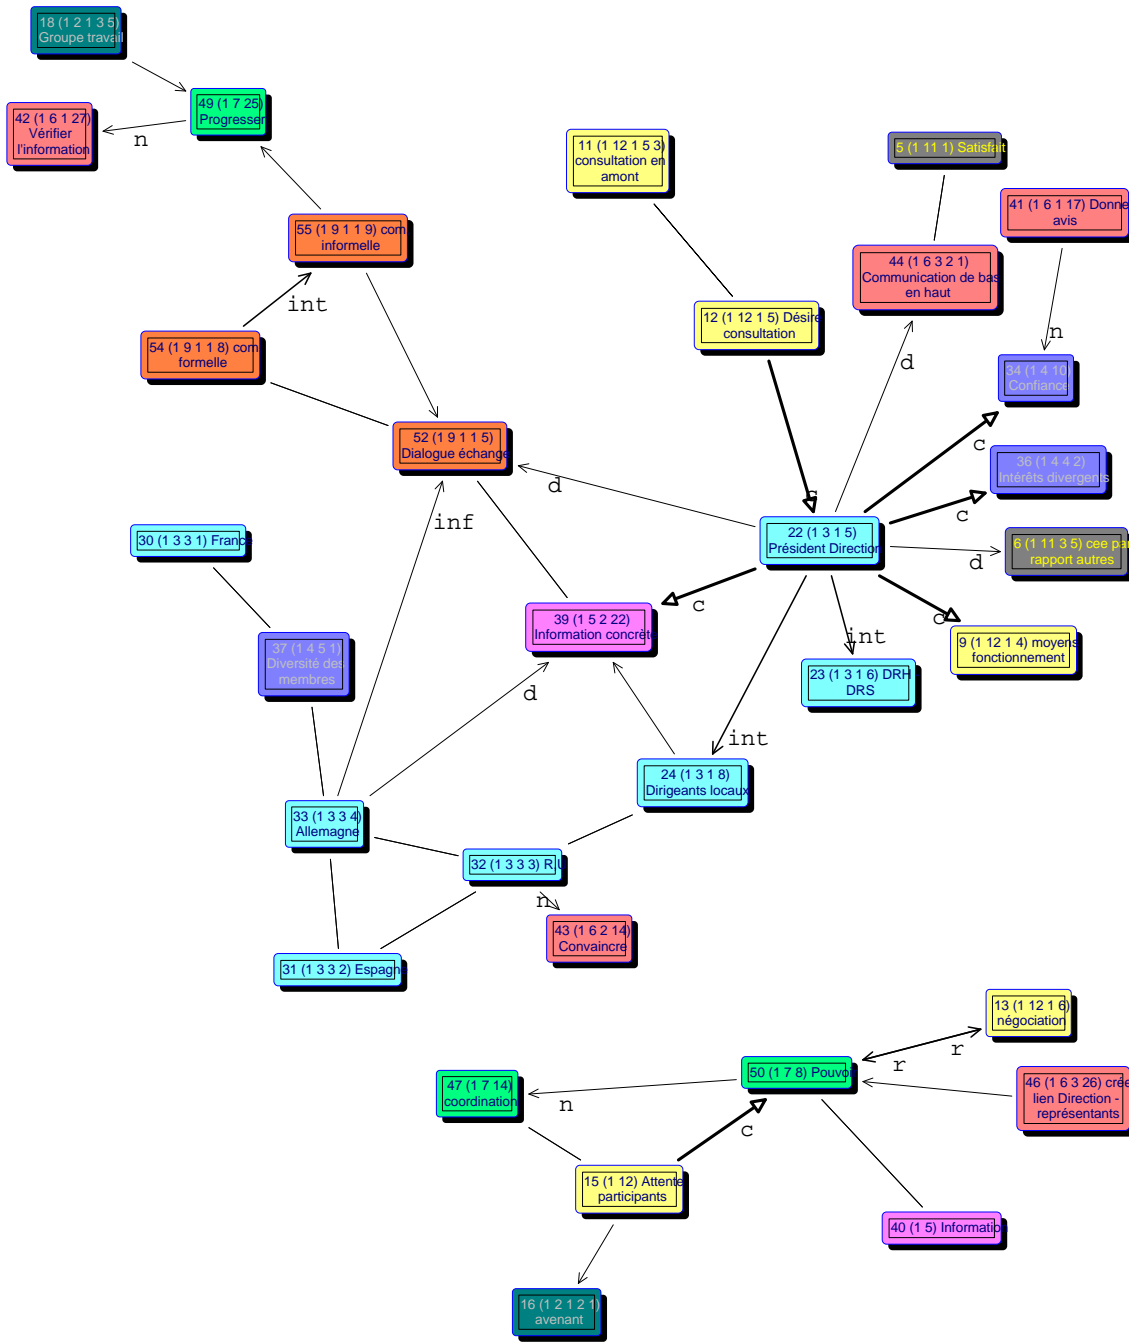 18 (1 2 1 3 5)
Groupe travail
49 (1 7 25)
Progresser
42 (1 6 1 27)
Vérifier
l'information
n
11 (1 12 1 5 3)
consultation en
amont
5 (1 11 1) Satisfait
41 (1 6 1 17) Donne
avis
55 (1 9 1 1 9) com
informelle
44 (1 6 3 2 1)
Communication de bas
en haut
int
12 (1 12 1 5) Désire
consultation
n
54 (1 9 1 1 8) com
formelle
d
34 (1 4 10)
Confiance
52 (1 9 1 1 5)
Dialogue échange
c
36 (1 4 4 2)
Intérêts divergents
d
c
c
inf
30 (1 3 3 1) France
22 (1 3 1 5)
Président Direction
6 (1 11 3 5) cee par
rapport autres
d
c
39 (1 5 2 22)
Information concrète
c
int
9 (1 12 1 4) moyens
fonctionnement
37 (1 4 5 1)
Diversité des
membres
23 (1 3 1 6) DRH
DRS
d
int
24 (1 3 1 8)
Dirigeants locaux
33 (1 3 3 4)
Allemagne
32 (1 3 3 3) R.U
n
43 (1 6 2 14)
Convaincre
31 (1 3 3 2) Espagne
13 (1 12 1 6)
négociation
r
r
50 (1 7 8) Pouvoir
47 (1 7 14)
coordination
n
46 (1 6 3 26) crée
lien Direction -
représentants
c
15 (1 12) Attente
participants
40 (1 5) Information
16 (1 2 1 2 1)
avenant